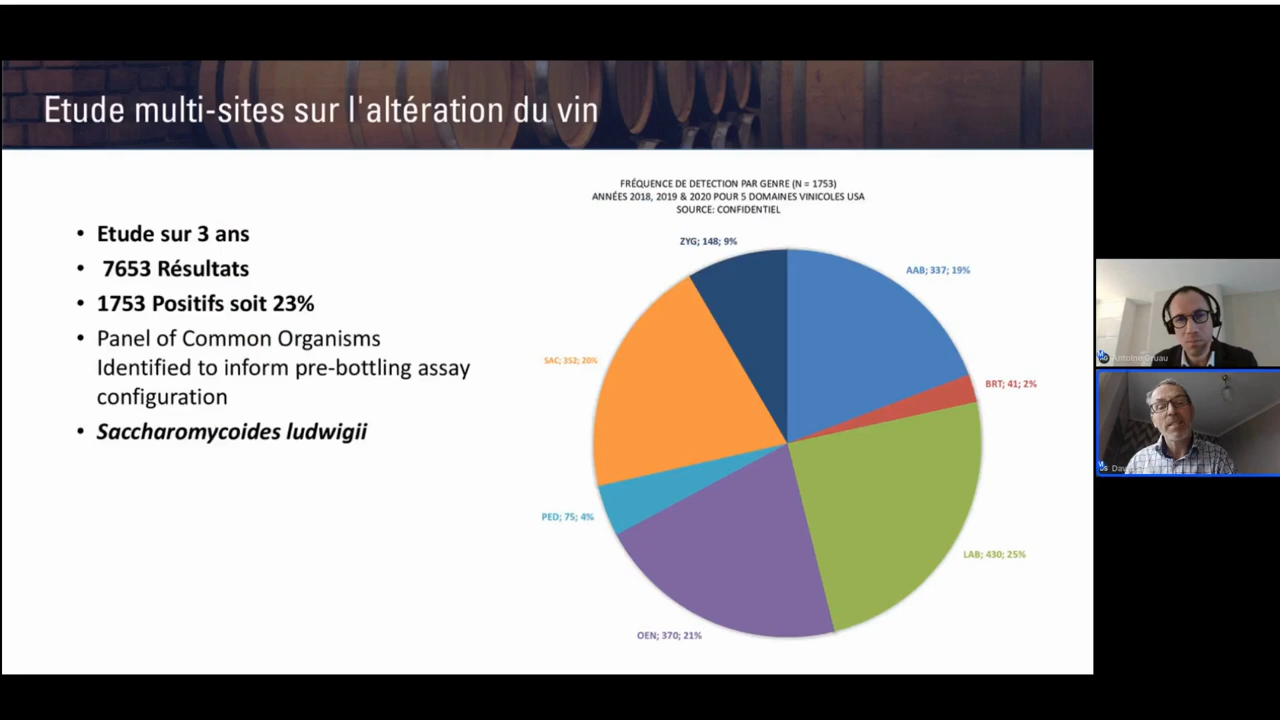 Etude multi-sites sur l'altération du vin
• Etude sur 3 ans
• 7653 Résultats
• 1753 Positifs soit 23%
• Panel of Common Organisms
Identified to inform pre-bottling assay
configuration
• Saccharomycoides ludwigii
FRÉQUENCE DE DETECTION PAR GENRE (N = 1753)
ANNÉES 2018, 2019 & 2020 POUR 5 DOMAINES VINICOLES USA
SOURCE: CONFIDENTIEL
ZYG; 148; 9%
AAB; 337; 19%
SAC; 352; 20%
BRT; 41; 2%
PED; 75; 4%
LAB; 430; 25%
OEN; 370; 21%
Antoine Gruau